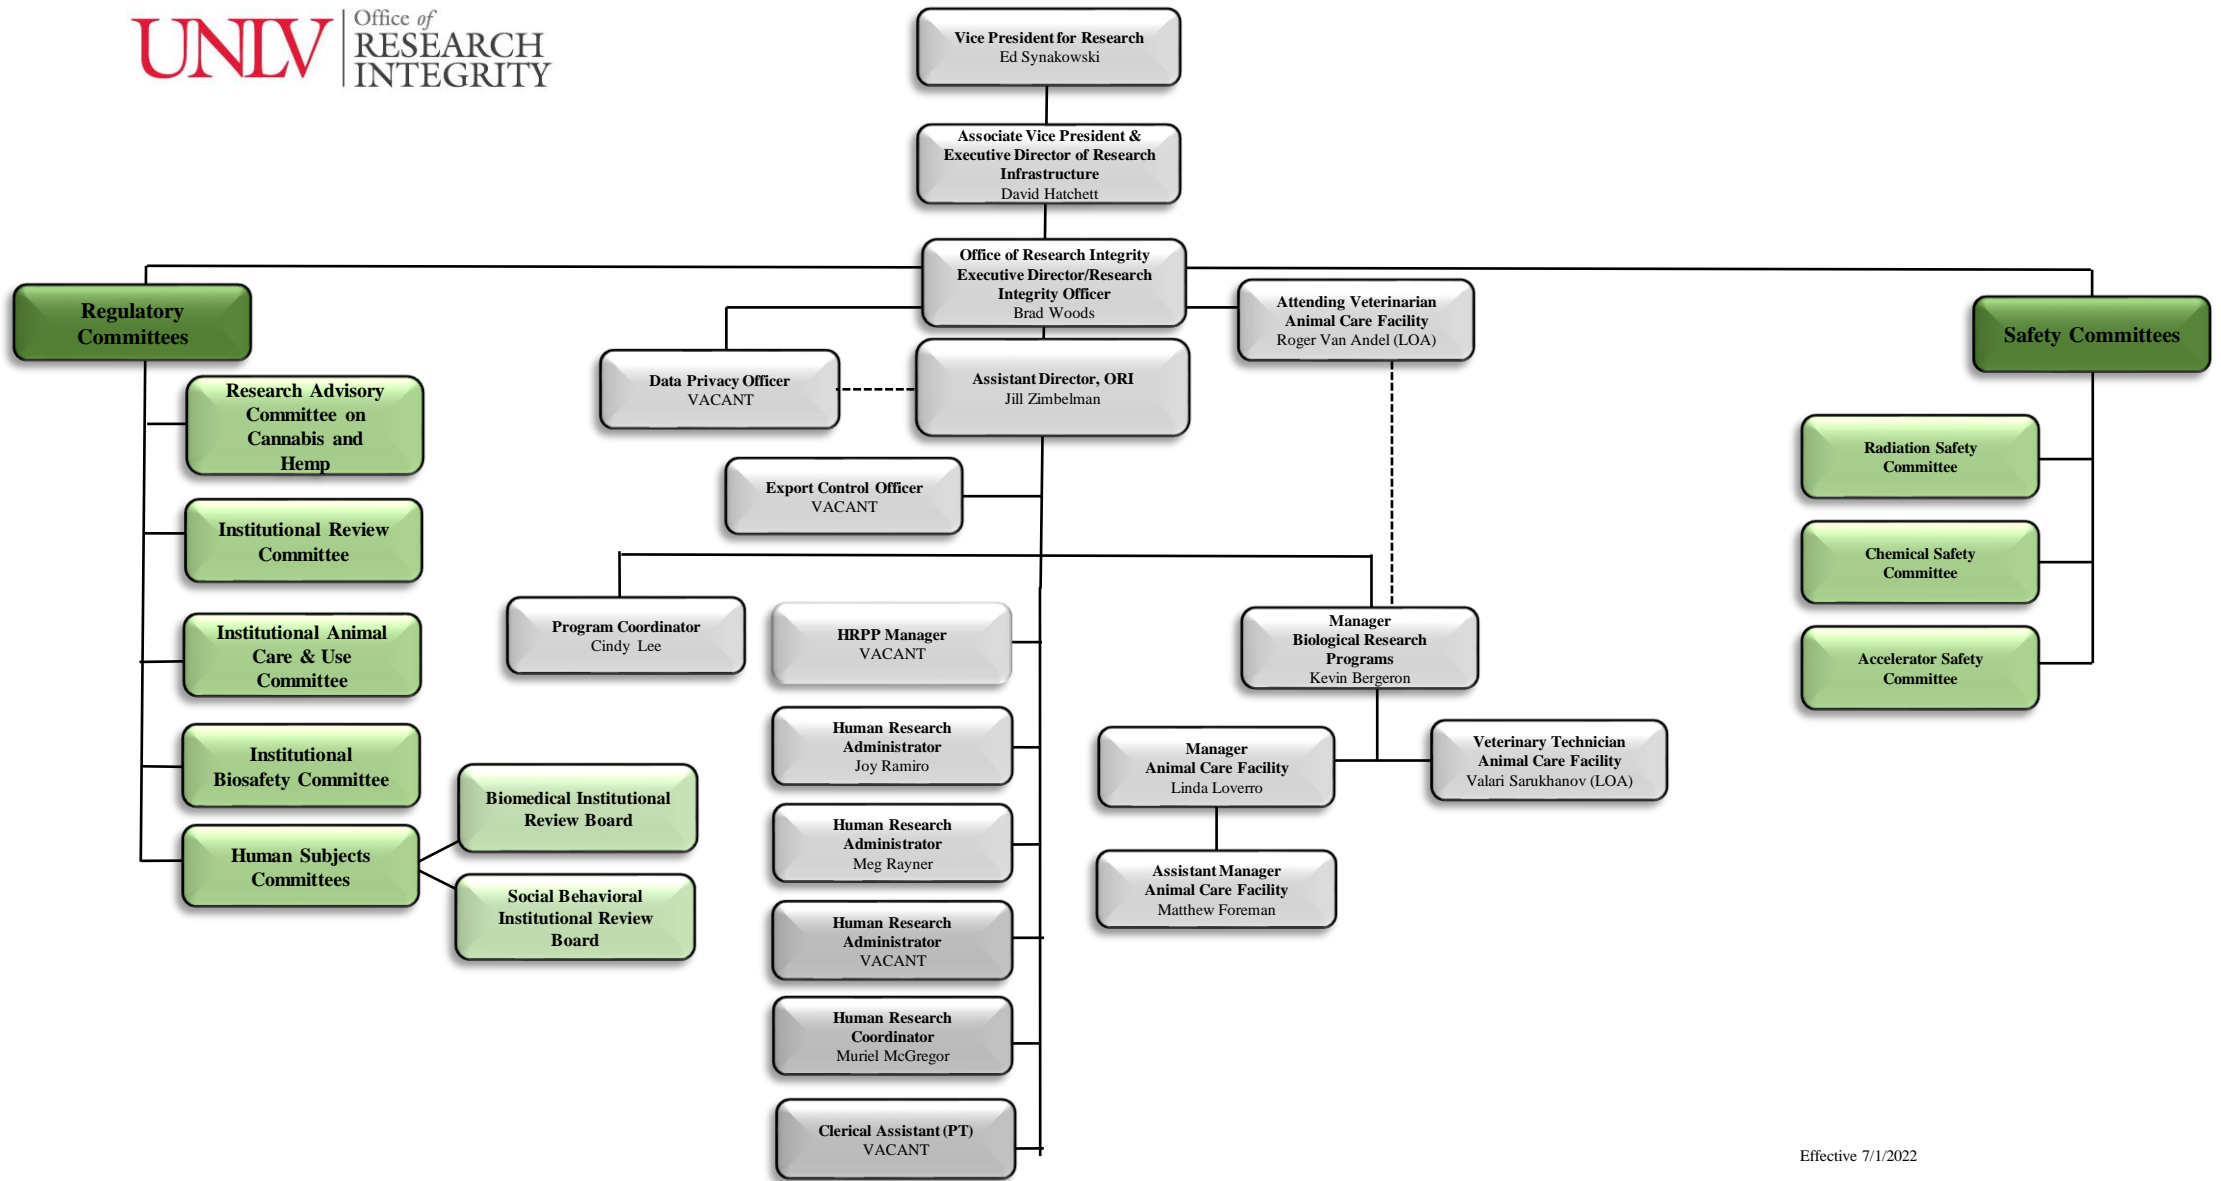 UNLV
Office of
RESEARCH
INTEGRITY
Vice President for Research
Ed Synakowski
Associate Vice President &
Executive Director of Research
Infrastructure
David Hatchett
Office of Research Integrity
Executive Director/Research
Integrity Officer
Brad Woods
Regulatory
Committees
Attending Veterinarian
Animal Care Facility
Roger Van Andel (LOA)
Safety Committees
Data Privacy Officer
VACANT
Assistant Director, ORI
Jill Zimbelman
Research Advisory
Committee on
Cannabis and
Hemp
Export Control Officer
VACANT
Radiation Safety
Committee
Institutional Review
Committee
Chemical Safety
Committee
Institutional Animal
Care & Use
Committee
Program Coordinator
Cindy Lee
HRPP Manager
VACANT
Manager
Biological Research
Programs
Kevin Bergeron
Accelerator Safety
Committee
Institutional
Biosafety Committee
Human Research
Administrator
Joy Ramiro
Manager
Animal Care Facility
Linda Loverro
Veterinary Technician
Animal Care Facility
Valari Sarukhanov (LOA)
Biomedical Institutional
Review Board
Human Subjects
Committees
Human Research
Administrator
Meg Rayner
Assistant Manager
Animal Care Facility
Matthew Foreman
Social Behavioral
Institutional Review
Board
Human Research
Administrator
VACANT
Human Research
Coordinator
Muriel McGregor
Clerical Assistant (PT)
VACANT
Effective 7/1/2022